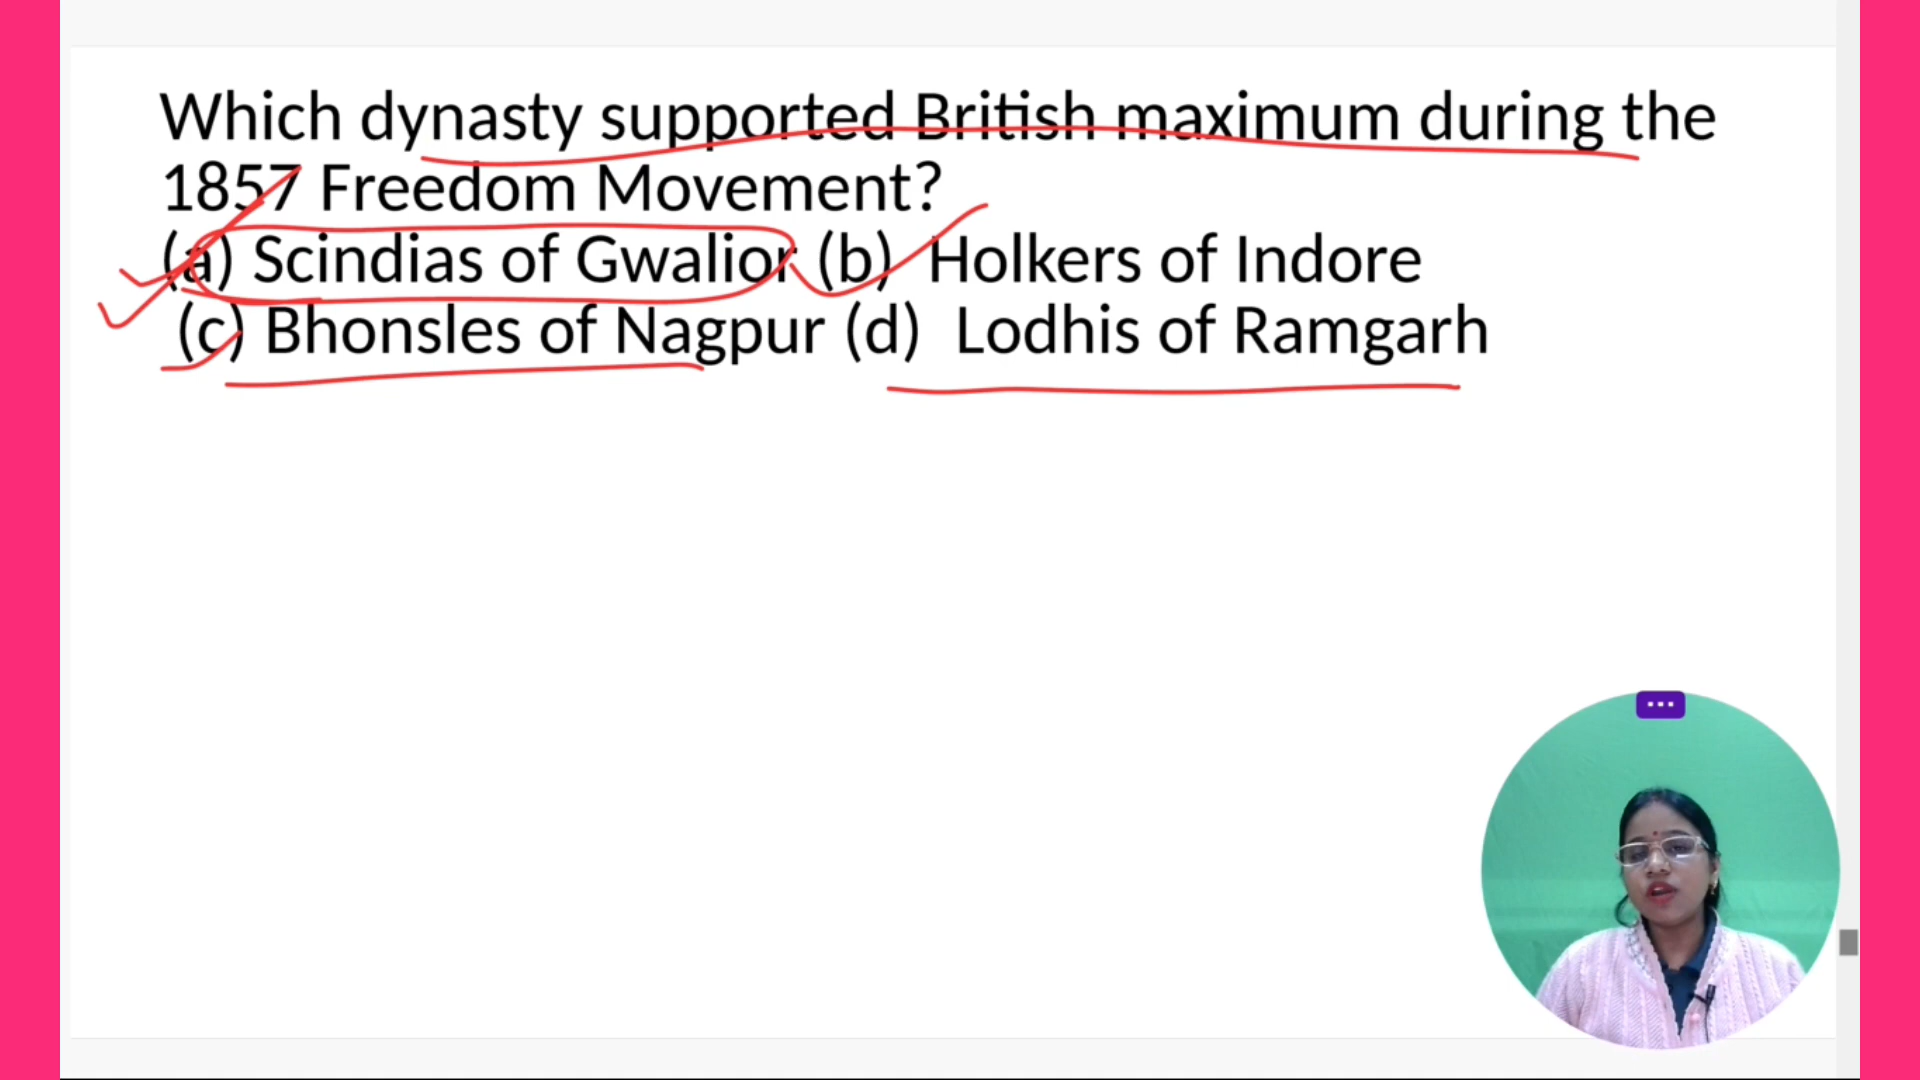 Which dynasty supported British maximum during the
1857 Freedom Movement?
(a) Scindias of Gwalior (b) Holkers of Indore
(c) Bhonsles of Nagpur (d) Lodhis of Ramgarh